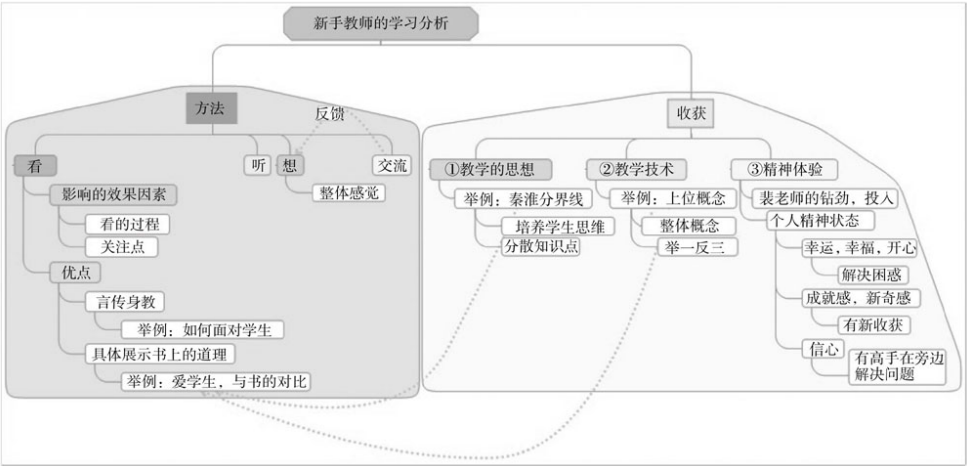 新手教师的学习分析
方法
反馈
看
听
想
交流
整体感觉
影响的效果因素
看的过程
关注点
优点
言传身教
举例：如何面对学生
具体展示书上的道理
举例：爱学生，与书的对比
收获
①教学的思想
举例：秦淮分界线
培养学生思维
分散知识点
②教学技术
举例：上位概念
整体概念
举一反三
③精神体验
裴老师的钻劲，投入
个人精神状态
幸运，幸福，开心
解决困惑
成就感，新奇感
有新收获
信心
有高手在旁边
解决问题